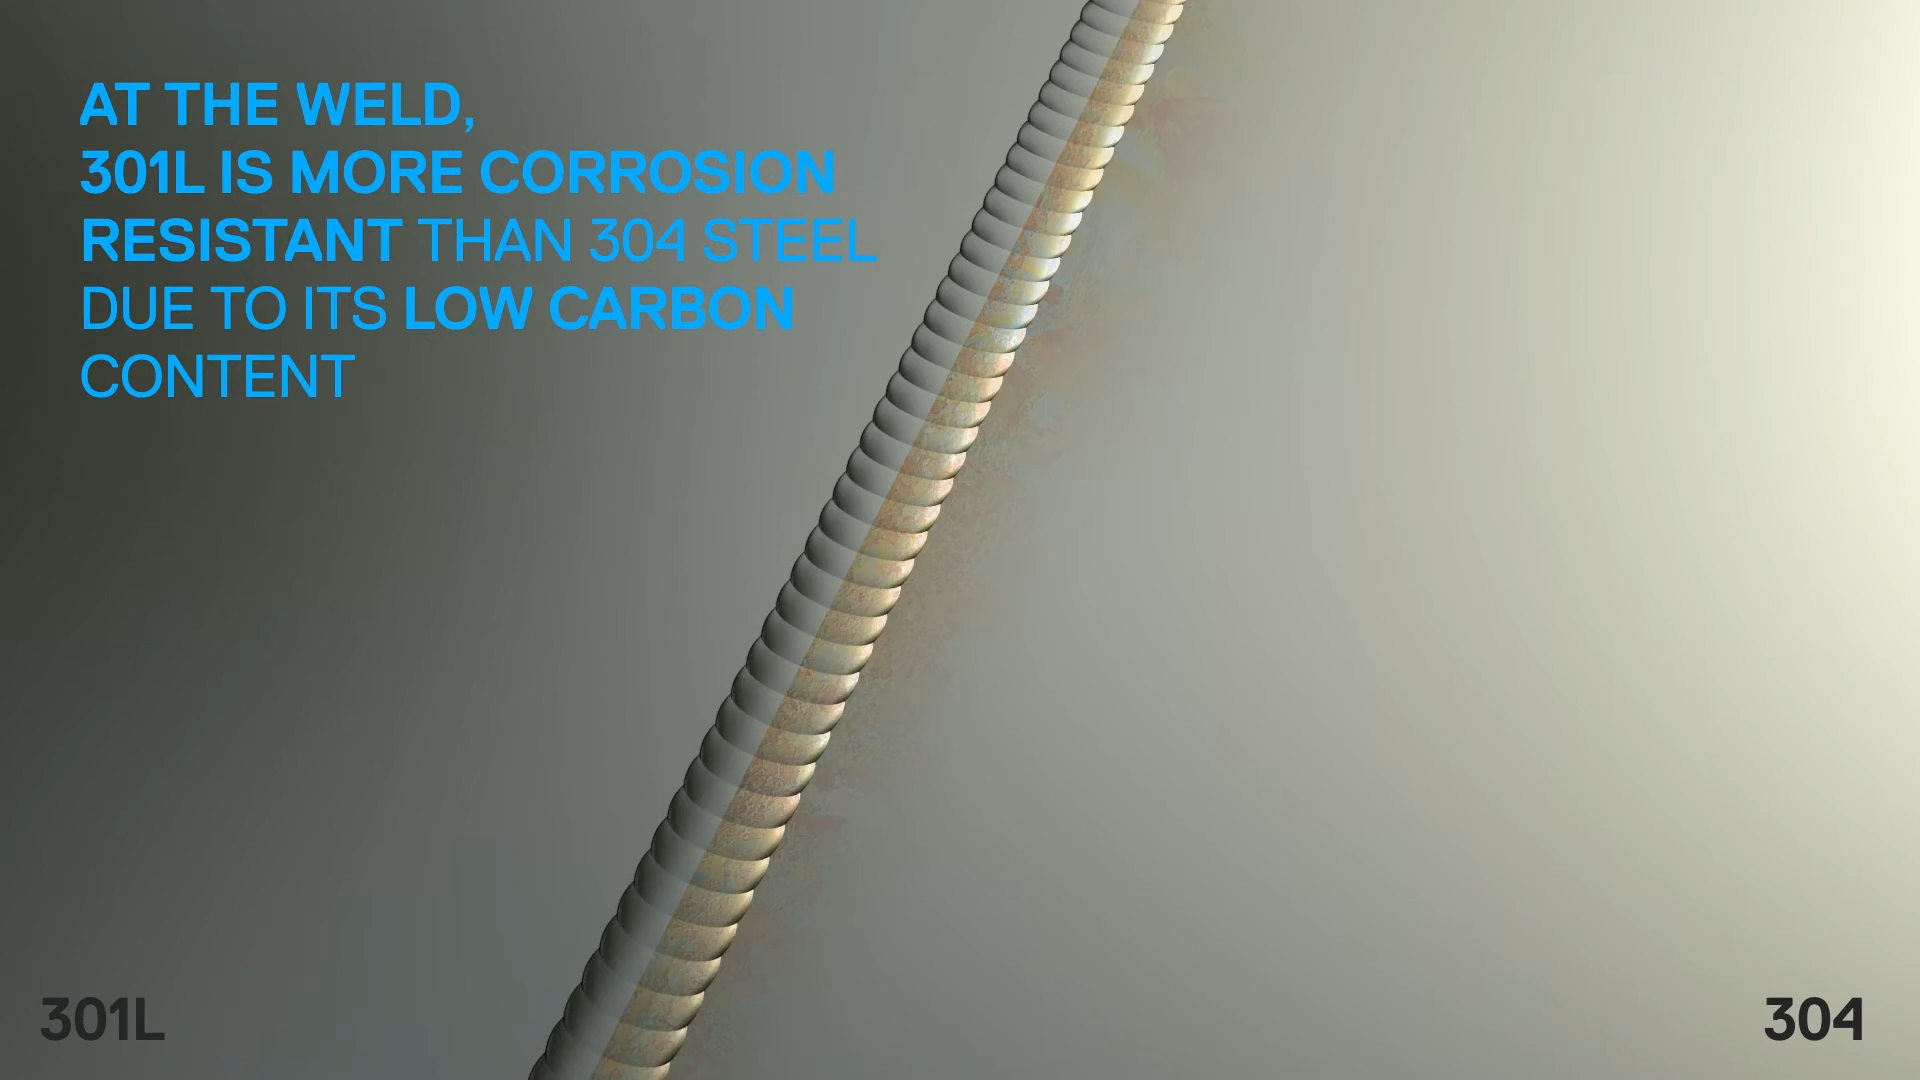 AT THE WELD,
301L IS MORE CORROSION
RESISTANT THAN 304 STEEL
DUE TO ITS LOW CARBON
CONTENT
301L
304